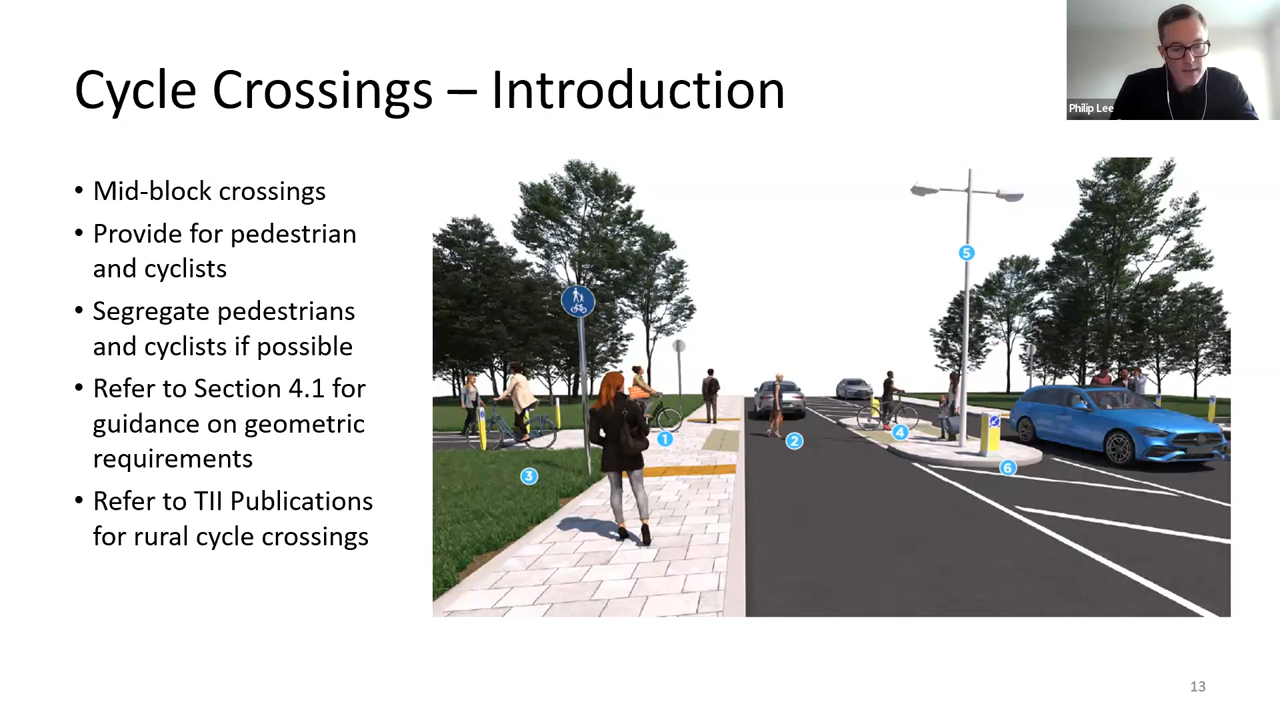 Cycle Crossings – Introduction
Philip Lee
• Mid-block crossings
• Provide for pedestrian
and cyclists
• Segregate pedestrians
and cyclists if possible
• Refer to Section 4.1 for
guidance on geometric
requirements
• Refer to TII Publications
for rural cycle crossings
5
1
2
4
3
6
13